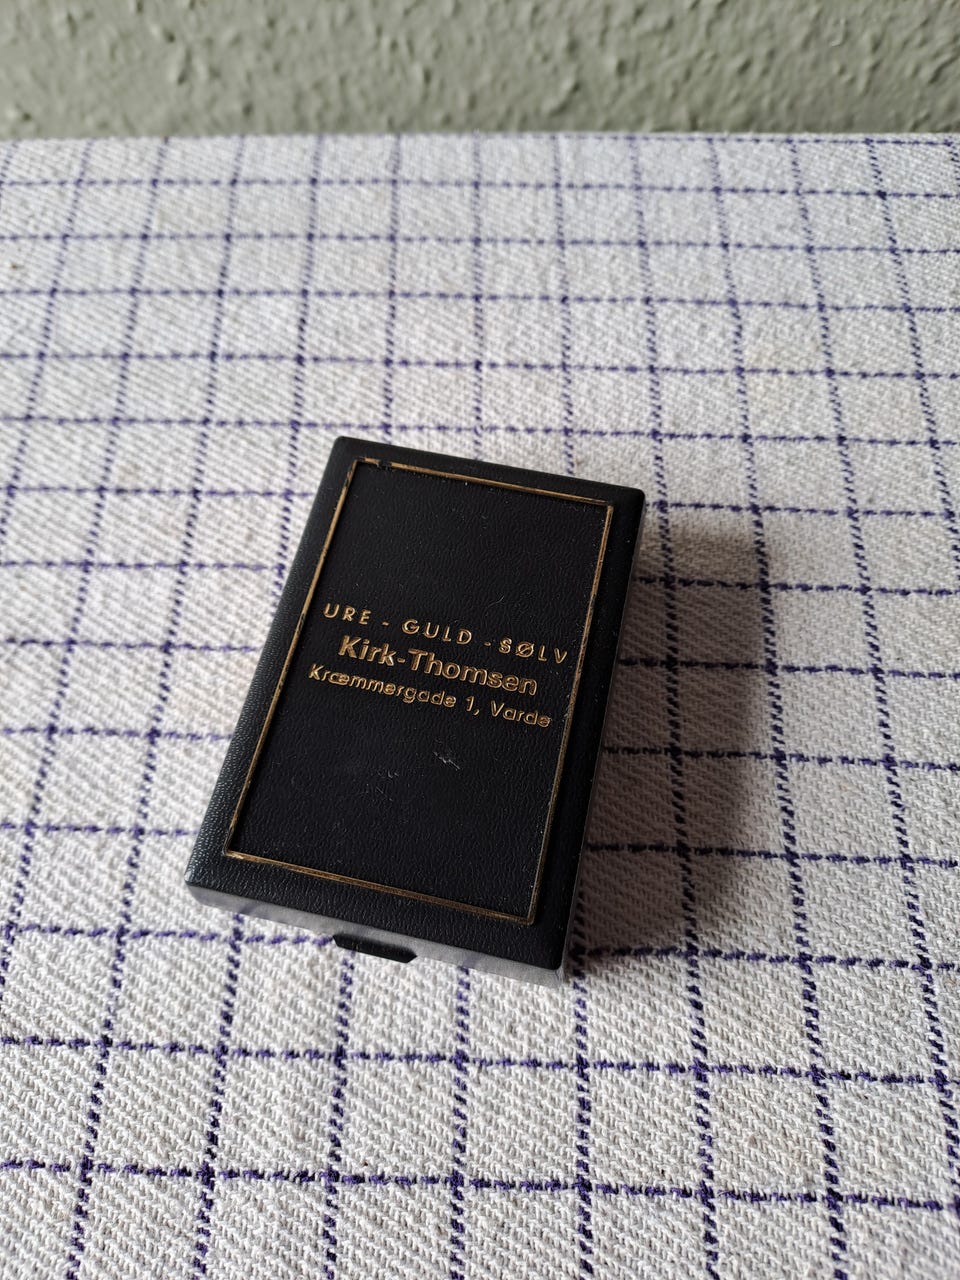 URE - GULD - SØLV
Kirk-Thomsen
Kræmmergade 1, Varde